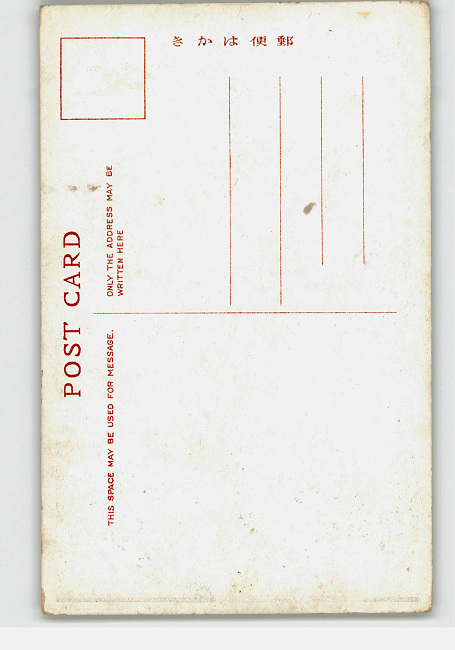 きかは便郵
POST CARD
ONLY THE ADDRESS MAY BE
WRITTEN HERE
THIS SPACE MAY BE USED FOR MESSAGE.